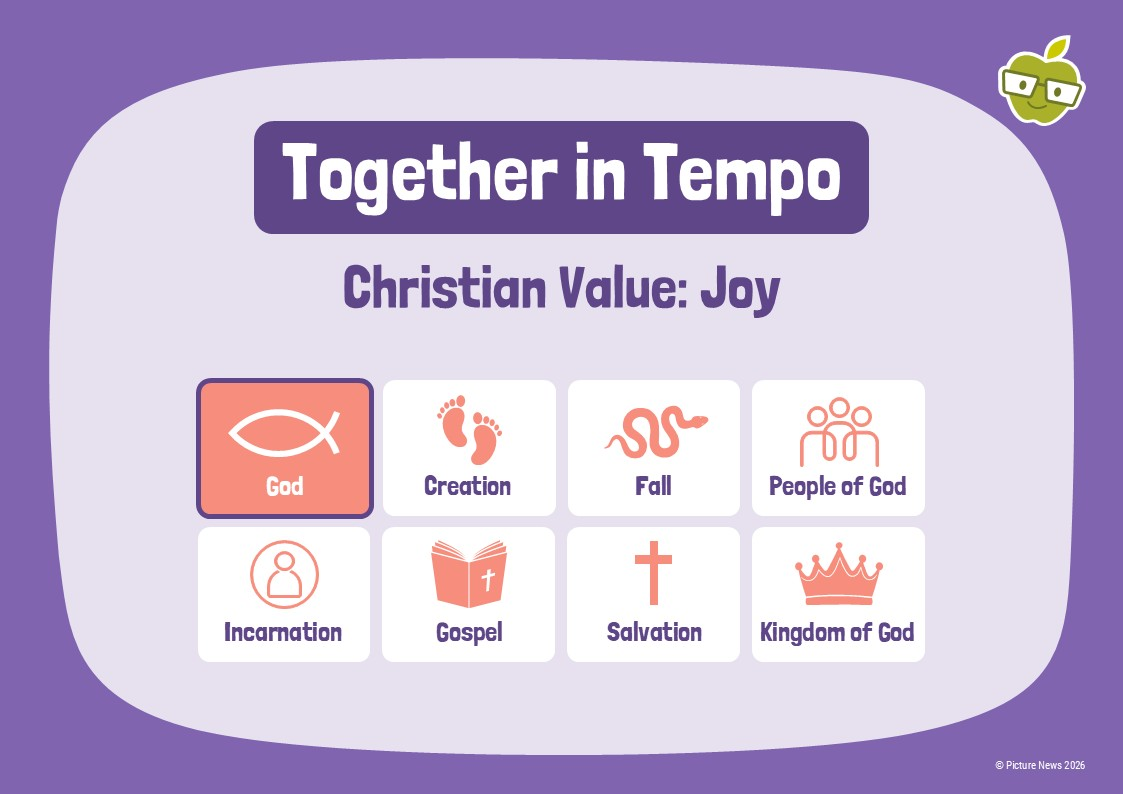 Together in Tempo
Christian Value: Joy
God
Creation
Fall
People of God
Incarnation
Gospel
Salvation
Kingdom of God
© Picture News 2026